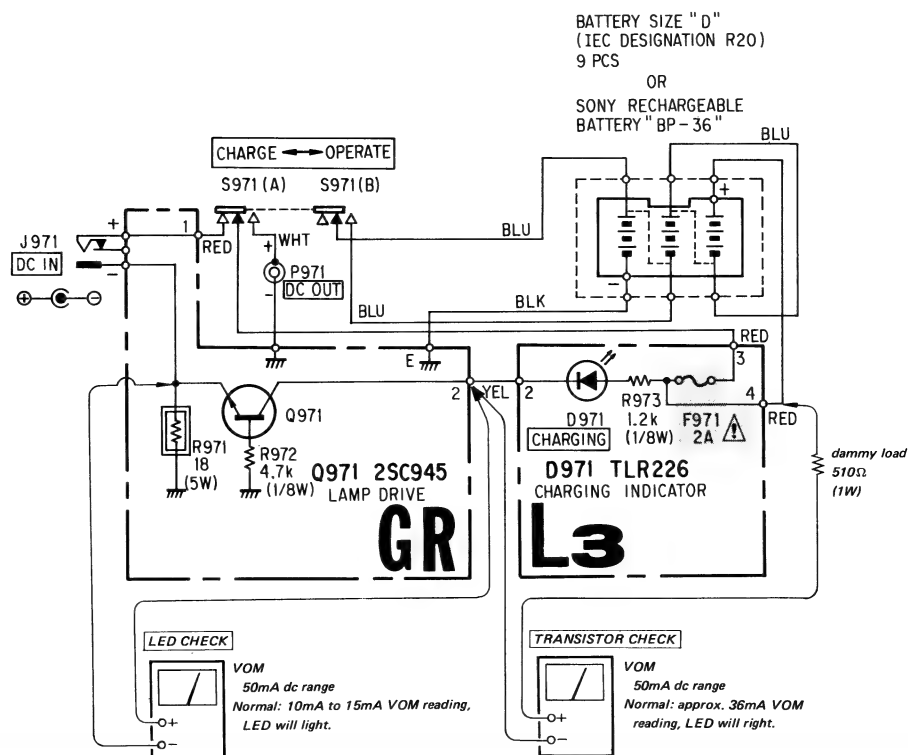 BATTERY SIZE "D"
(IEC DESIGNATION R20)
9 PCS
OR
SONY RECHARGEABLE
BATTERY "BP-36"
BLU
CHARGE OPERATE
S971 (A) S971 (B)
+
J971
DC IN
-
1
RED
WHT
+
P971
DC OUT
-
BLU
BLU
BLK
+
-
E
RED
3
2
YEL
2
4
RED
Q971
R971
18
(5W)
R972
4.7k
(1/8W)
Q971 2SC945
LAMP DRIVE
GR
D971
CHARGING
R973
1.2k
(1/8W)
F971
2A
!
D971 TLR226
CHARGING INDICATOR
L3
dammy load
510Ω
(1W)
LED CHECK
VOM
50mA dc range
Normal: 10mA to 15mA VOM reading,
LED will light.
+
-
TRANSISTOR CHECK
VOM
50mA dc range
Normal: approx. 36mA VOM
reading, LED will right.
+
-